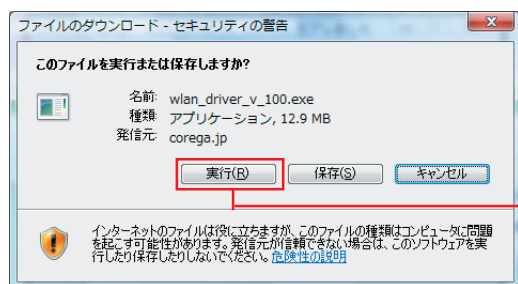 ファイルのダウンロード - セキュリティの警告
このファイルを実行または保存しますか?
名前: wlan_driver_v_100.exe
種類: アプリケーション, 12.9 MB
発信元: corega.jp
実行(R) 保存(S) キャンセル
インターネットのファイルは役に立ちますが、このファイルの種類はコンピュータに問題
を起こす可能性があります。発信元が信頼できない場合は、このソフトウェアを実
行したり保存したりしないでください。危険性の説明